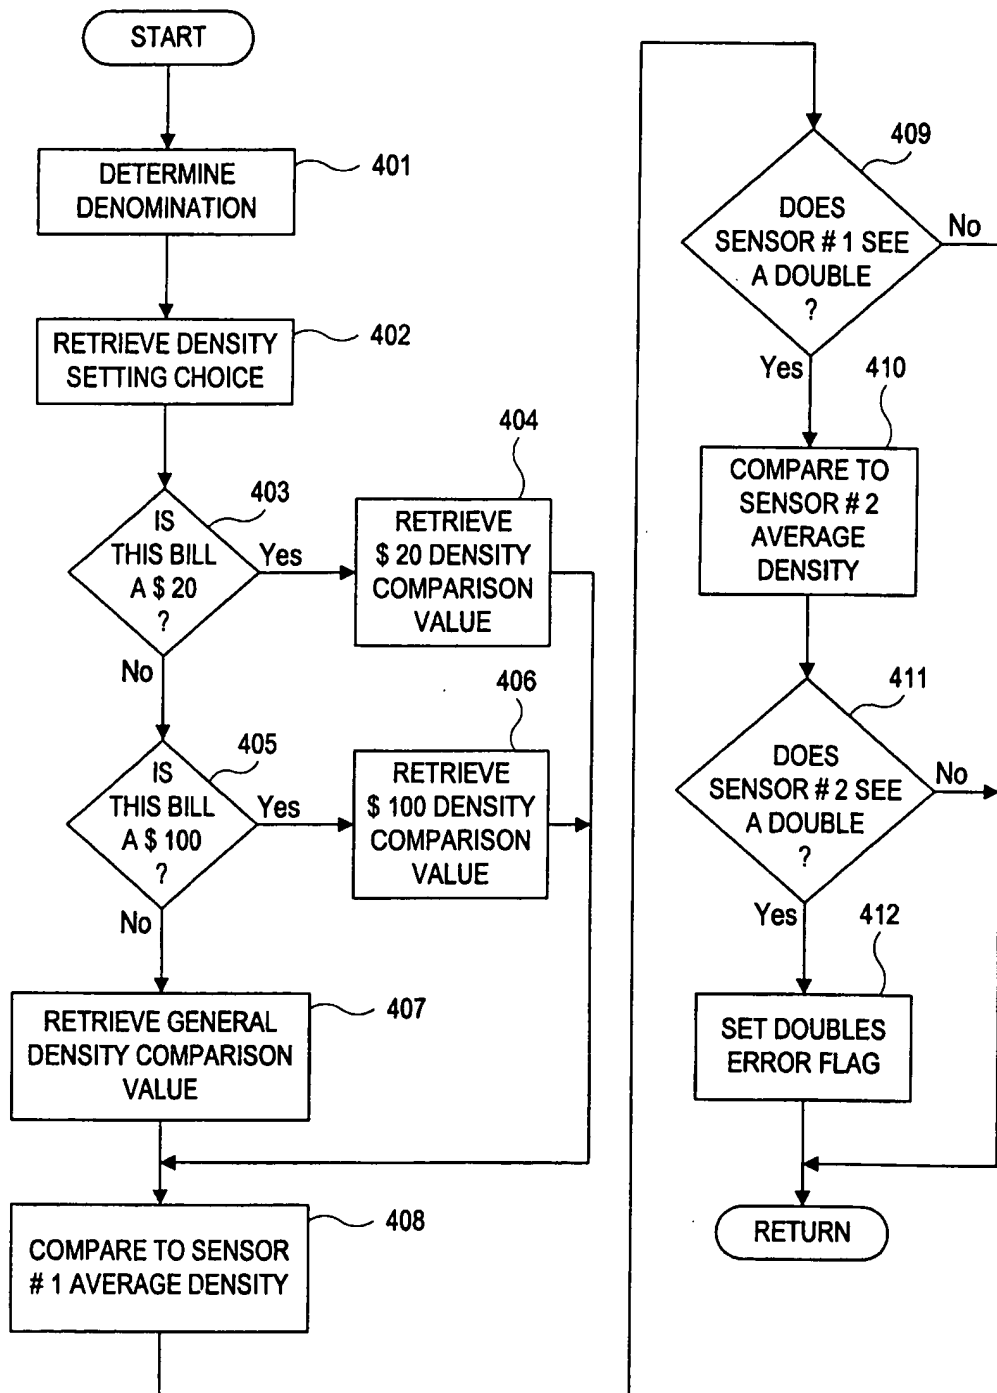 START
DETERMINE
DENOMINATION
401
RETRIEVE DENSITY
SETTING CHOICE
402
IS
THIS BILL
A $ 20
?
403
Yes
No
RETRIEVE
$ 20 DENSITY
COMPARISON
VALUE
404
IS
THIS BILL
A $ 100
?
405
Yes
No
RETRIEVE
$ 100 DENSITY
COMPARISON
VALUE
406
RETRIEVE GENERAL
DENSITY COMPARISON
VALUE
407
COMPARE TO SENSOR
# 1 AVERAGE DENSITY
408
DOES
SENSOR # 1 SEE
A DOUBLE
?
409
No
Yes
COMPARE TO
SENSOR # 2
AVERAGE
DENSITY
410
DOES
SENSOR # 2 SEE
A DOUBLE
?
411
No
Yes
SET DOUBLES
ERROR FLAG
412
RETURN